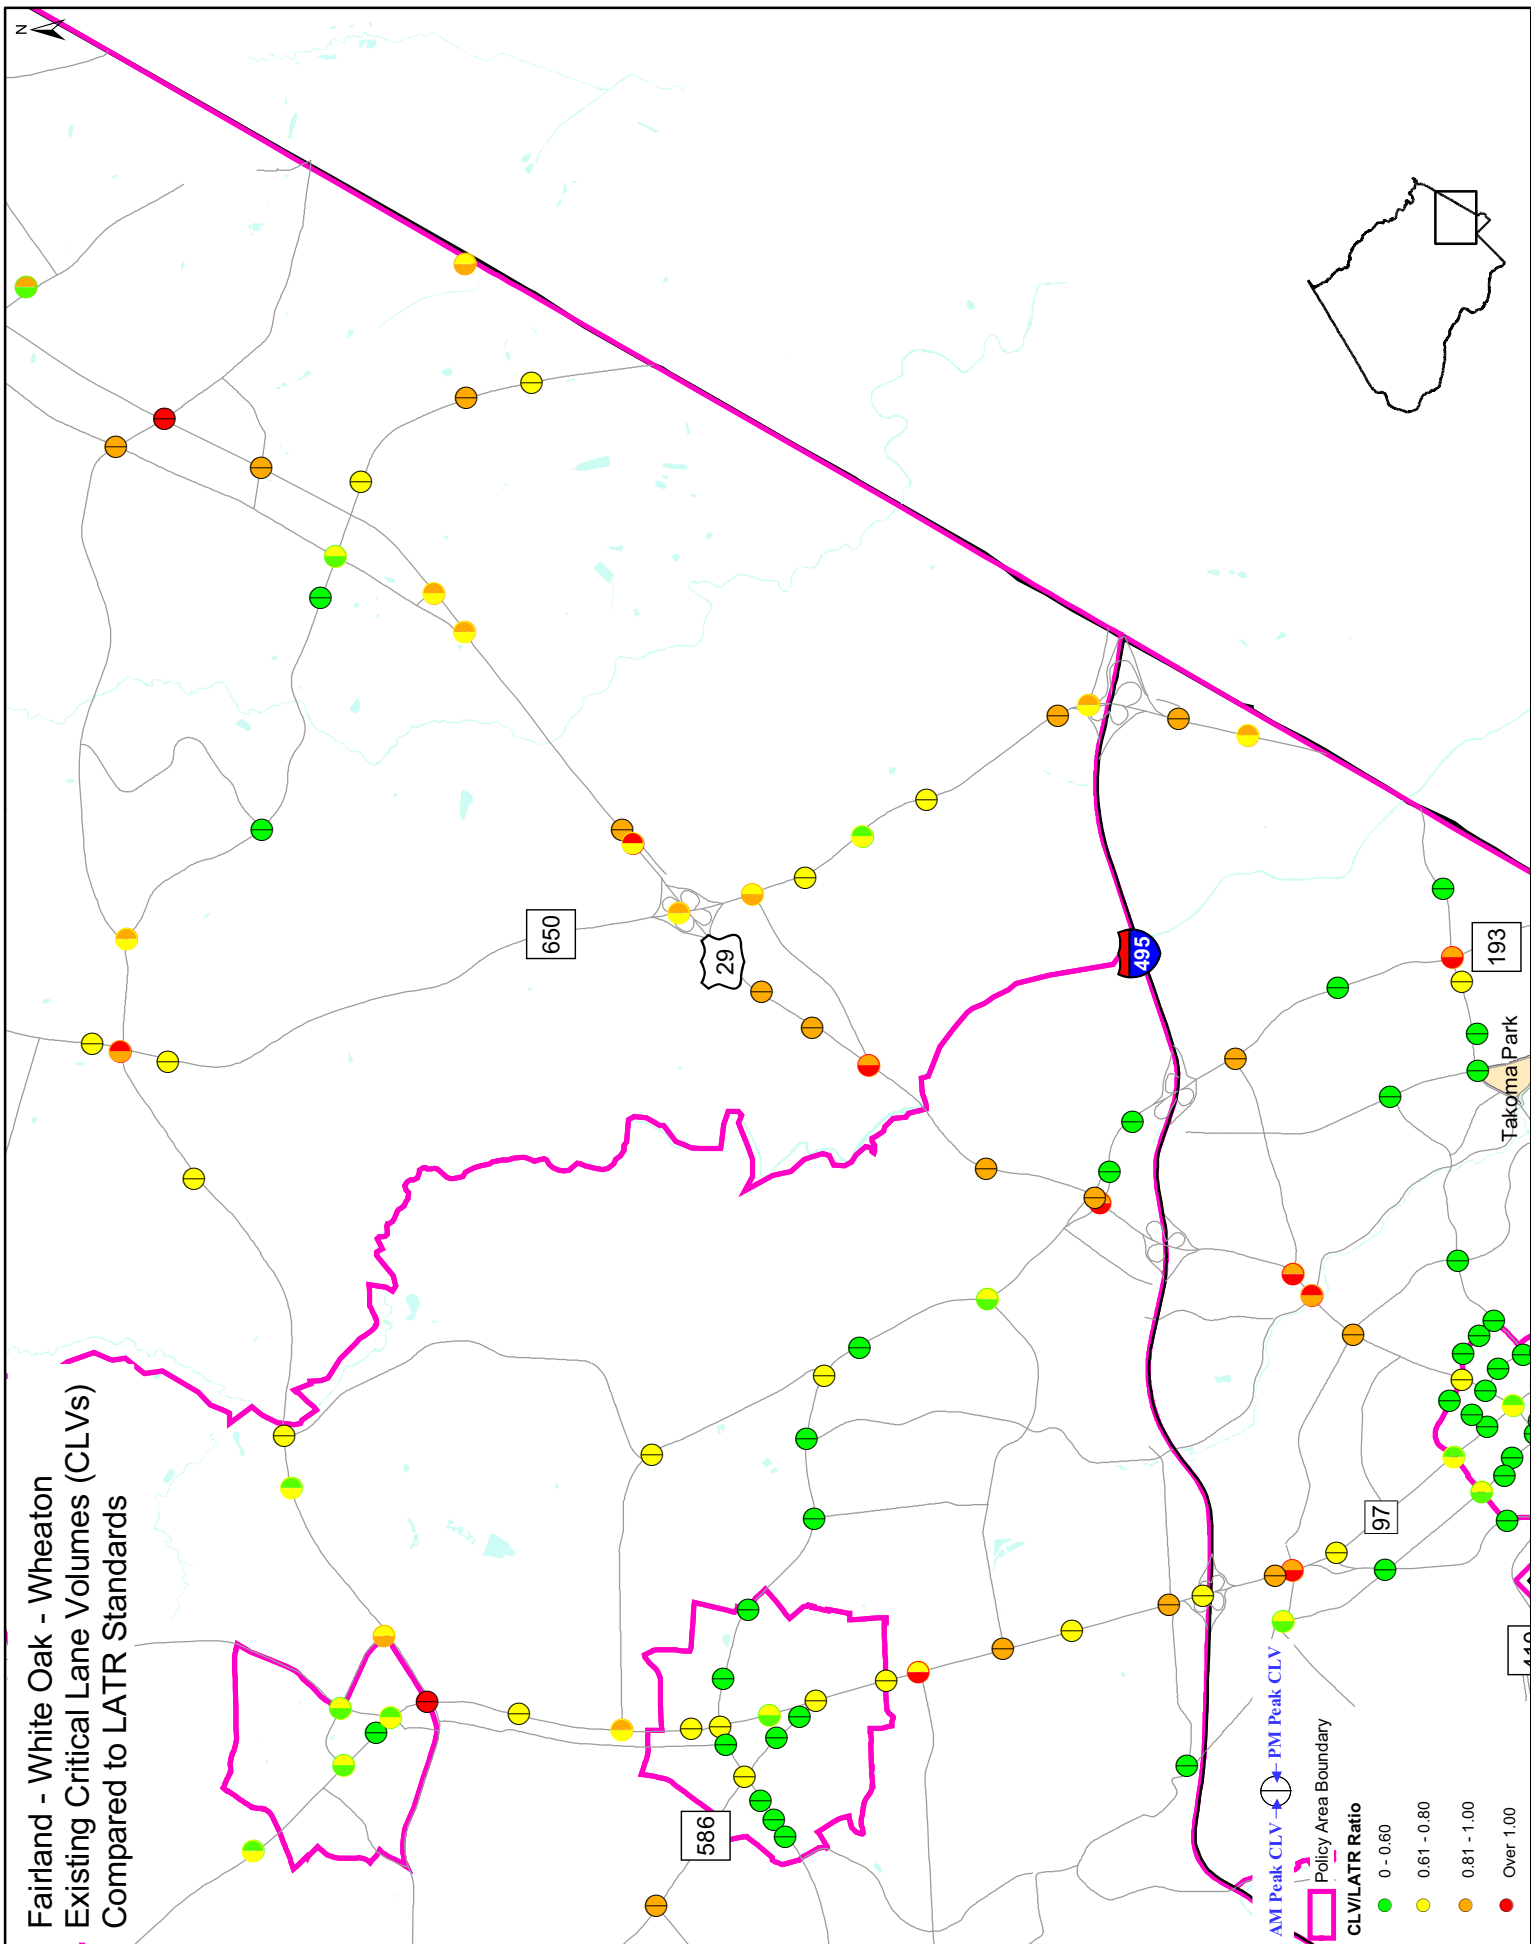 Fairland - White Oak - Wheaton
Existing Critical Lane Volumes (CLVs)
Compared to LATR Standards
N
650
29
495
193
Takoma Park
97
586
AM Peak CLV
PM Peak CLV
Policy Area Boundary
CLV/LATR Ratio
0 - 0.60
0.61 - 0.80
0.81 - 1.00
Over 1.00